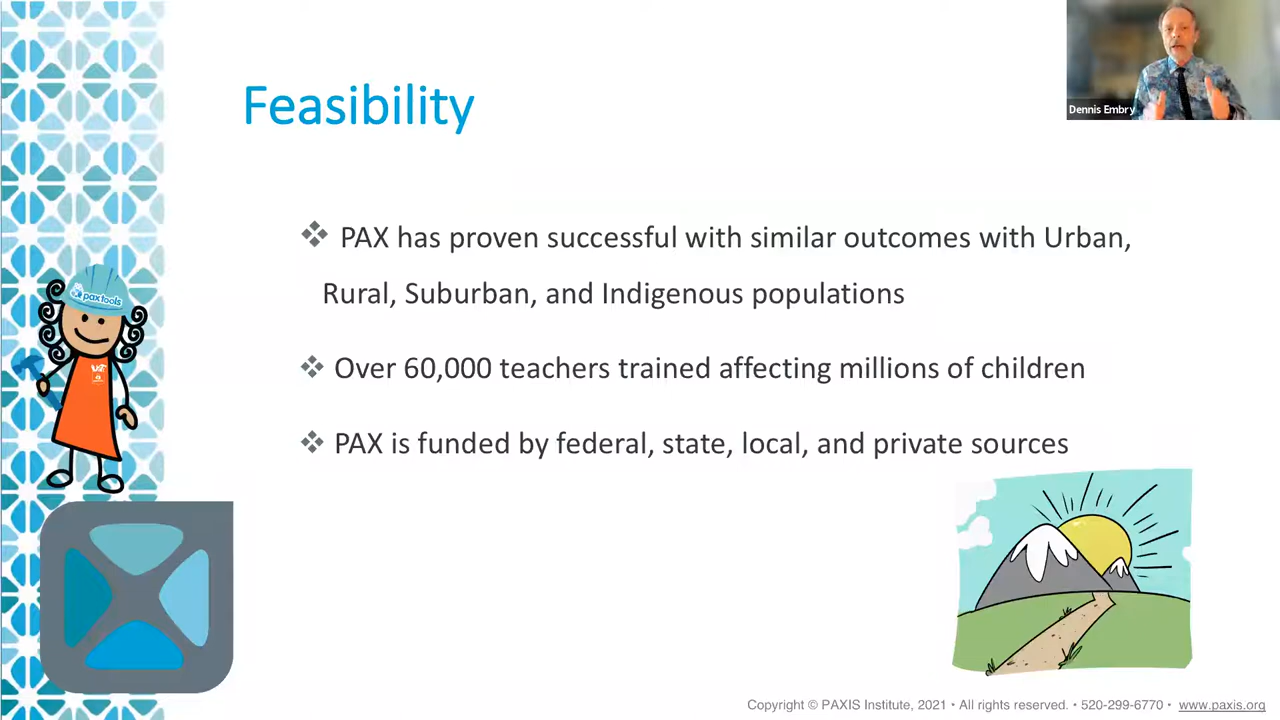 Feasibility
Dennis Embry
❖ PAX has proven successful with similar outcomes with Urban,
Rural, Suburban, and Indigenous populations
❖ Over 60,000 teachers trained affecting millions of children
❖ PAX is funded by federal, state, local, and private sources
paxtools
Copyright © PAXIS Institute, 2021 • All rights reserved. • 520-299-6770 • www.paxis.org